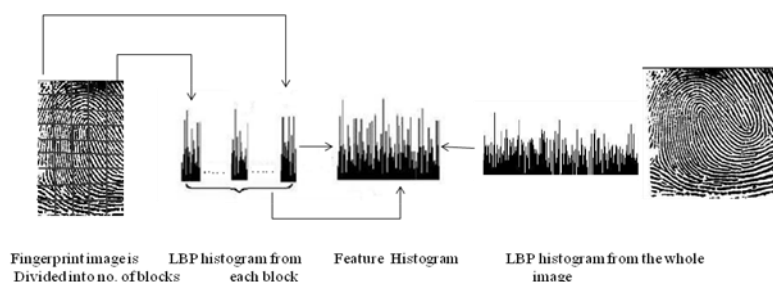 Fingerprint image is
Divided into no. of blocks
LBP histogram from
each block
Feature Histogram
LBP histogram from the whole
image